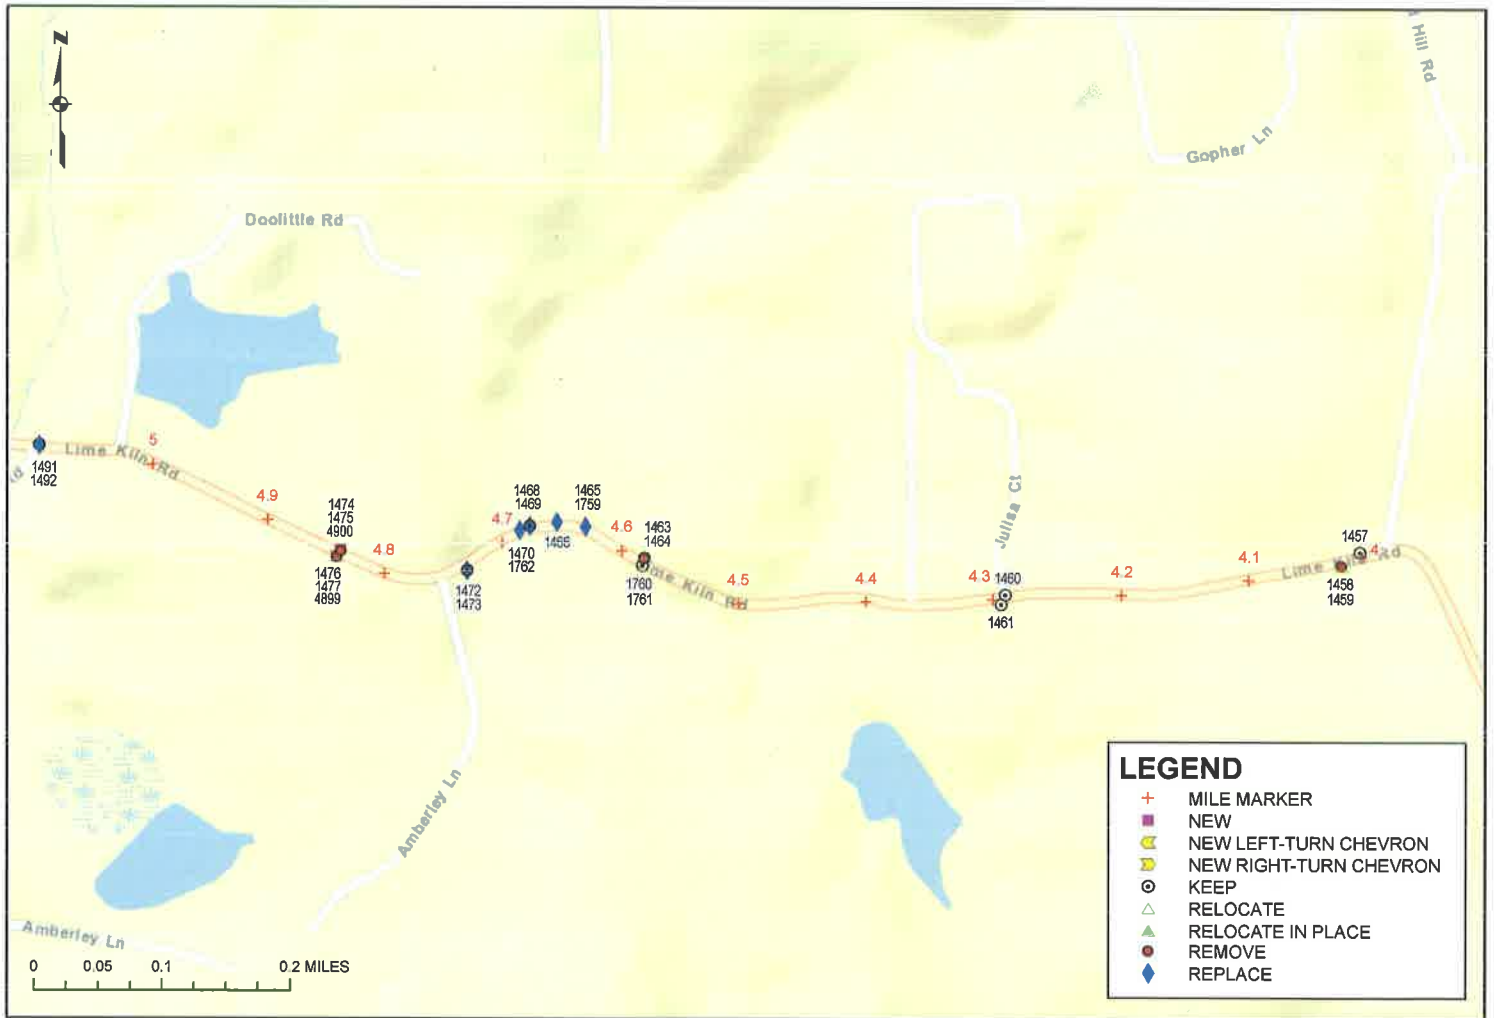 N
Hill Rd
Gopher Ln
Doolittle Rd
Lime Kiln Rd
5
1491
1492
4.9
1474
1475
4900
4.8
1476
1477
4899
1472
1473
4.7
1468
1469
1470
1762
1465
1759
4.6
1463
1464
1760
1761
Kiln Rd
4.5
4.4
4.3
Julisa Ct
1460
1461
4.2
4.1
Lime Kiln Rd
1457
4
1459
Amberley Ln
Amberley Ln
0 0.05 0.1 0.2 MILES
LEGEND
MILE MARKER
NEW
NEW LEFT-TURN CHEVRON
NEW RIGHT-TURN CHEVRON
KEEP
RELOCATE
RELOCATE IN PLACE
REMOVE
REPLACE